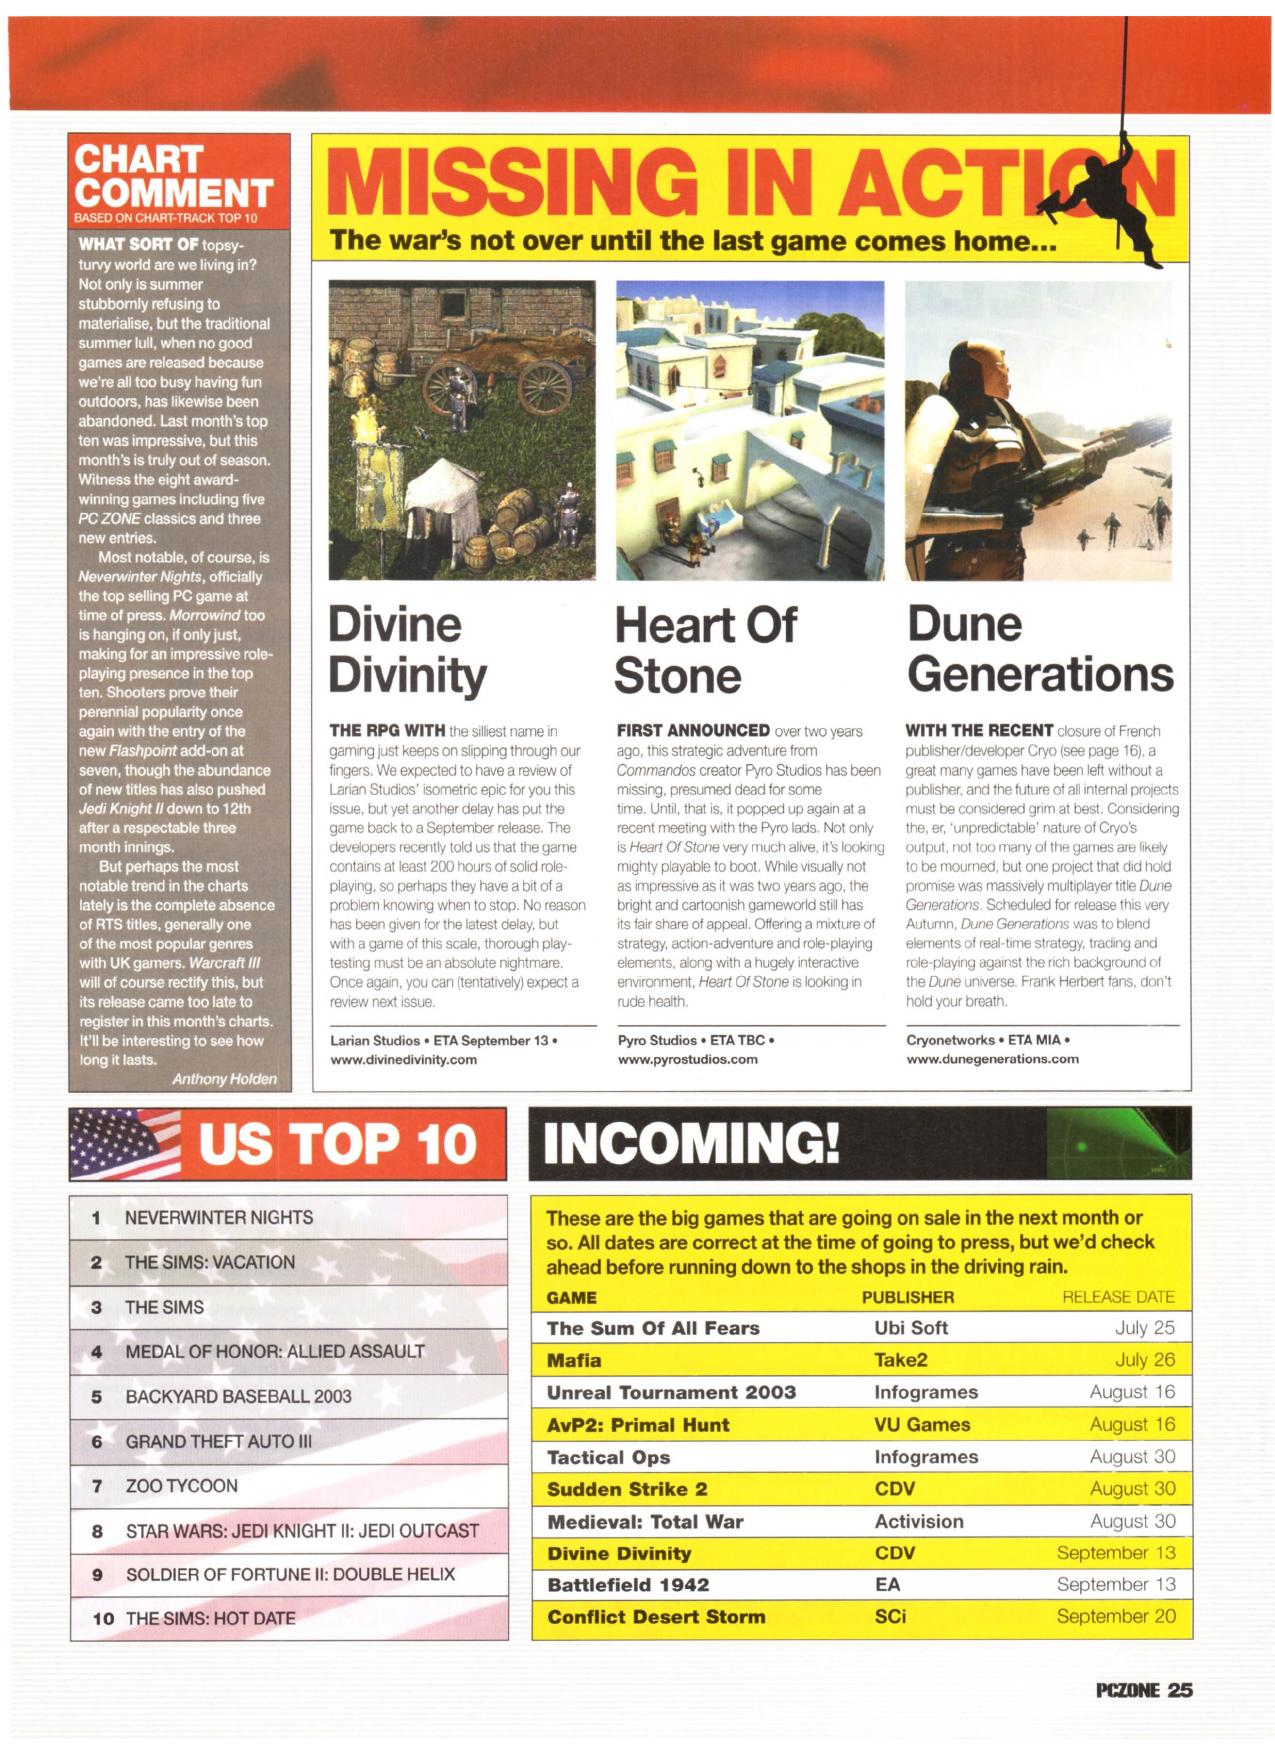 CHART
COMMENT
BASED ON CHART-TRACK TOP 10
WHAT SORT OF topsy-
turvy world are we living in?
Not only is summer
stubbornly refusing to
materialise, but the traditional
summer lull, when no good
games are released because
we're all too busy having fun
outdoors, has likewise been
abandoned. Last month's top
ten was impressive, but this
month's is truly out of season.
Witness the eight award-
winning games including five
PC ZONE classics and three
new entries.
Most notable, of course, is
Neverwinter Nights, officially
the top selling PC game at
time of press. Morrowind too
is hanging on, if only just,
making for an impressive role-
playing presence in the top
ten. Shooters prove their
perennial popularity once
again with the entry of the
new Flashpoint add-on at
seven, though the abundance
of new titles has also pushed
Jedi Knight II down to 12th
after a respectable three
month innings.
But perhaps the most
notable trend in the charts
lately is the complete absence
of RTS titles, generally one
of the most popular genres
with UK gamers. Warcraft III
will of course rectify this, but
its release came too late to
register in this month's charts.
It'll be interesting to see how
long it lasts.
Anthony Holden
MISSING IN ACTION
The war's not over until the last game comes home...
Divine
Divinity
THE RPG WITH the silliest name in
gaming just keeps on slipping through our
fingers. We expected to have a review of
Larian Studios' isometric epic for you this
issue, but yet another delay has put the
game back to a September release. The
developers recently told us that the game
contains at least 200 hours of solid role-
playing, so perhaps they have a bit of a
problem knowing when to stop. No reason
has been given for the latest delay, but
with a game of this scale, thorough play-
testing must be an absolute nightmare.
Once again, you can (tentatively) expect a
review next issue.
Larian Studios • ETA September 13 •
www.divinedivinity.com
Heart Of
Stone
FIRST ANNOUNCED over two years
ago, this strategic adventure from
Commandos creator Pyro Studios has been
missing, presumed dead for some
time. Until, that is, it popped up again at a
recent meeting with the Pyro lads. Not only
is Heart Of Stone very much alive, it's looking
mighty playable to boot. While visually not
as impressive as it was two years ago, the
bright and cartoonish gameworld still has
its fair share of appeal. Offering a mixture of
strategy, action-adventure and role-playing
elements, along with a hugely interactive
environment, Heart Of Stone is looking in
rude health.
Pyro Studios • ETA TBC •
www.pyrostudios.com
Dune
Generations
WITH THE RECENT closure of French
publisher/developer Cryo (see page 16), a
great many games have been left without a
publisher, and the future of all internal projects
must be considered grim at best. Considering
the, er, 'unpredictable' nature of Cryo's
output, not too many of the games are likely
to be mourned, but one project that did hold
promise was massively multiplayer title Dune
Generations. Scheduled for release this very
Autumn, Dune Generations was to blend
elements of real-time strategy, trading and
role-playing against the rich background of
the Dune universe. Frank Herbert fans, don't
hold your breath.
Cryonetworks • ETA MIA •
www.dunegenerations.com
US TOP 10
1 NEVERWINTER NIGHTS
2 THE SIMS: VACATION
3 THE SIMS
4 MEDAL OF HONOR: ALLIED ASSAULT
5 BACKYARD BASEBALL 2003
6 GRAND THEFT AUTO III
7 ZOO TYCOON
8 STAR WARS: JEDI KNIGHT II: JEDI OUTCAST
9 SOLDIER OF FORTUNE II: DOUBLE HELIX
10 THE SIMS: HOT DATE
INCOMING!
These are the big games that are going on sale in the next month or
so. All dates are correct at the time of going to press, but we'd check
ahead before running down to the shops in the driving rain.
GAME PUBLISHER RELEASE DATE
The Sum Of All Fears Ubi Soft July 25
Mafia Take2 July 26
Unreal Tournament 2003 Infogrames August 16
AvP2: Primal Hunt VU Games August 16
Tactical Ops Infogrames August 30
Sudden Strike 2 CDV August 30
Medieval: Total War Activision August 30
Divine Divinity CDV September 13
Battlefield 1942 EA September 13
Conflict Desert Storm SCi September 20
PCZONE 25